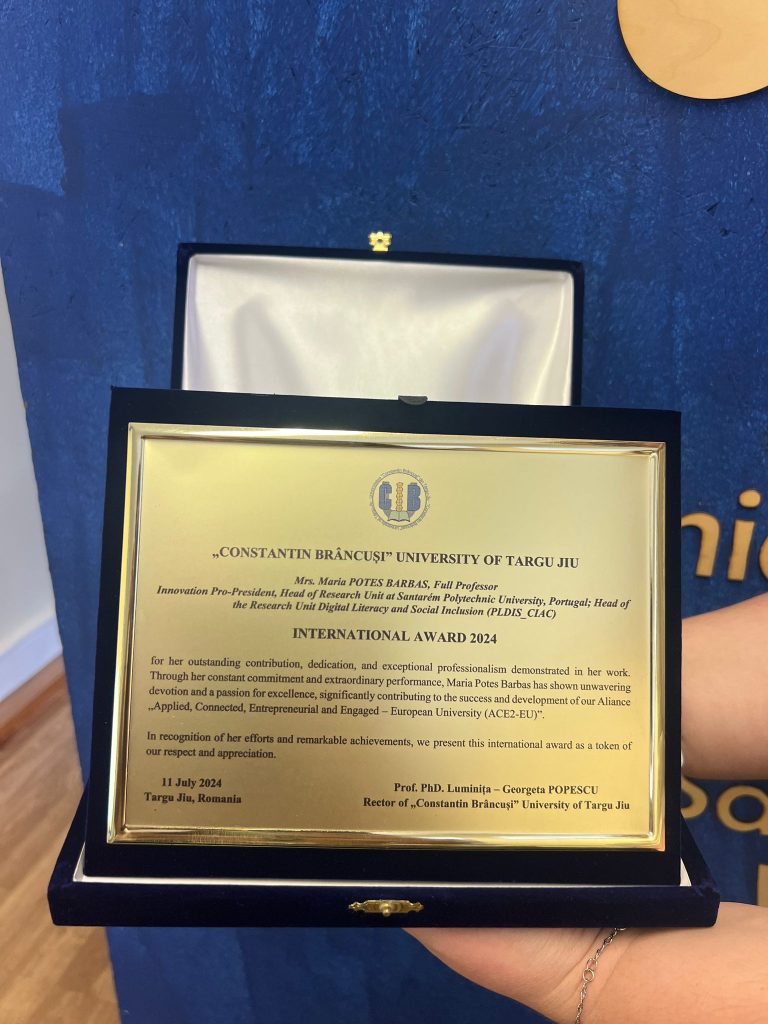 CIB
„CONSTANTIN BRÂNCUȘI” UNIVERSITY OF TARGU JIU
Mrs. Maria POTES BARBAS, Full Professor
Innovation Pro-President, Head of Research Unit at Santarém Polytechnic University, Portugal; Head of
the Research Unit Digital Literacy and Social Inclusion (PLDIS_CIAC)
INTERNATIONAL AWARD 2024
for her outstanding contribution, dedication, and exceptional professionalism demonstrated in her work.
Through her constant commitment and extraordinary performance, Maria Potes Barbas has shown unwavering
devotion and a passion for excellence, significantly contributing to the success and development of our Aliance
„Applied, Connected, Entrepreneurial and Engaged – European University (ACE2-EU)”.
In recognition of her efforts and remarkable achievements, we present this international award as a token of
our respect and appreciation.
11 July 2024
Targu Jiu, Romania
Prof. PhD. Luminița – Georgeta POPESCU
Rector of „Constantin Brâncuși” University of Targu Jiu